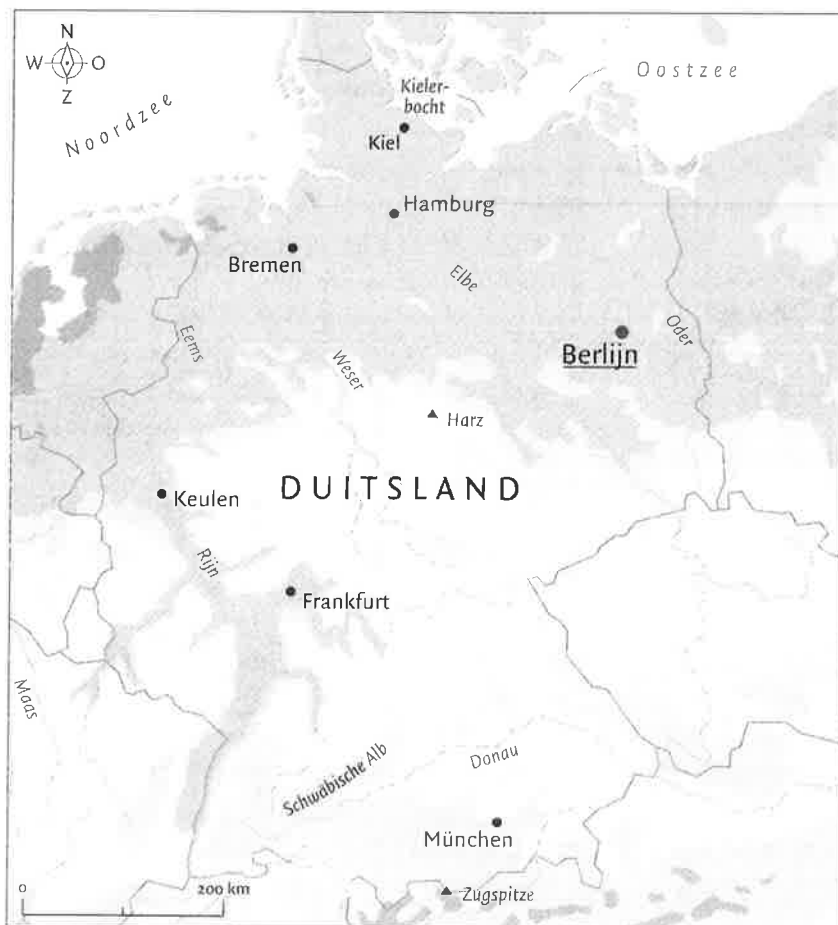 N
W O
Z
Noordzee
Oostzee
Kieler-
bocht
Kiel
Hamburg
Bremen
Elbe
Eems
Weser
Oder
Berlijn
Harz
DUITSLAND
Keulen
Rijn
Frankfurt
Maas
Schwäbische Alb
Donau
München
Zugspitze
0 200 km